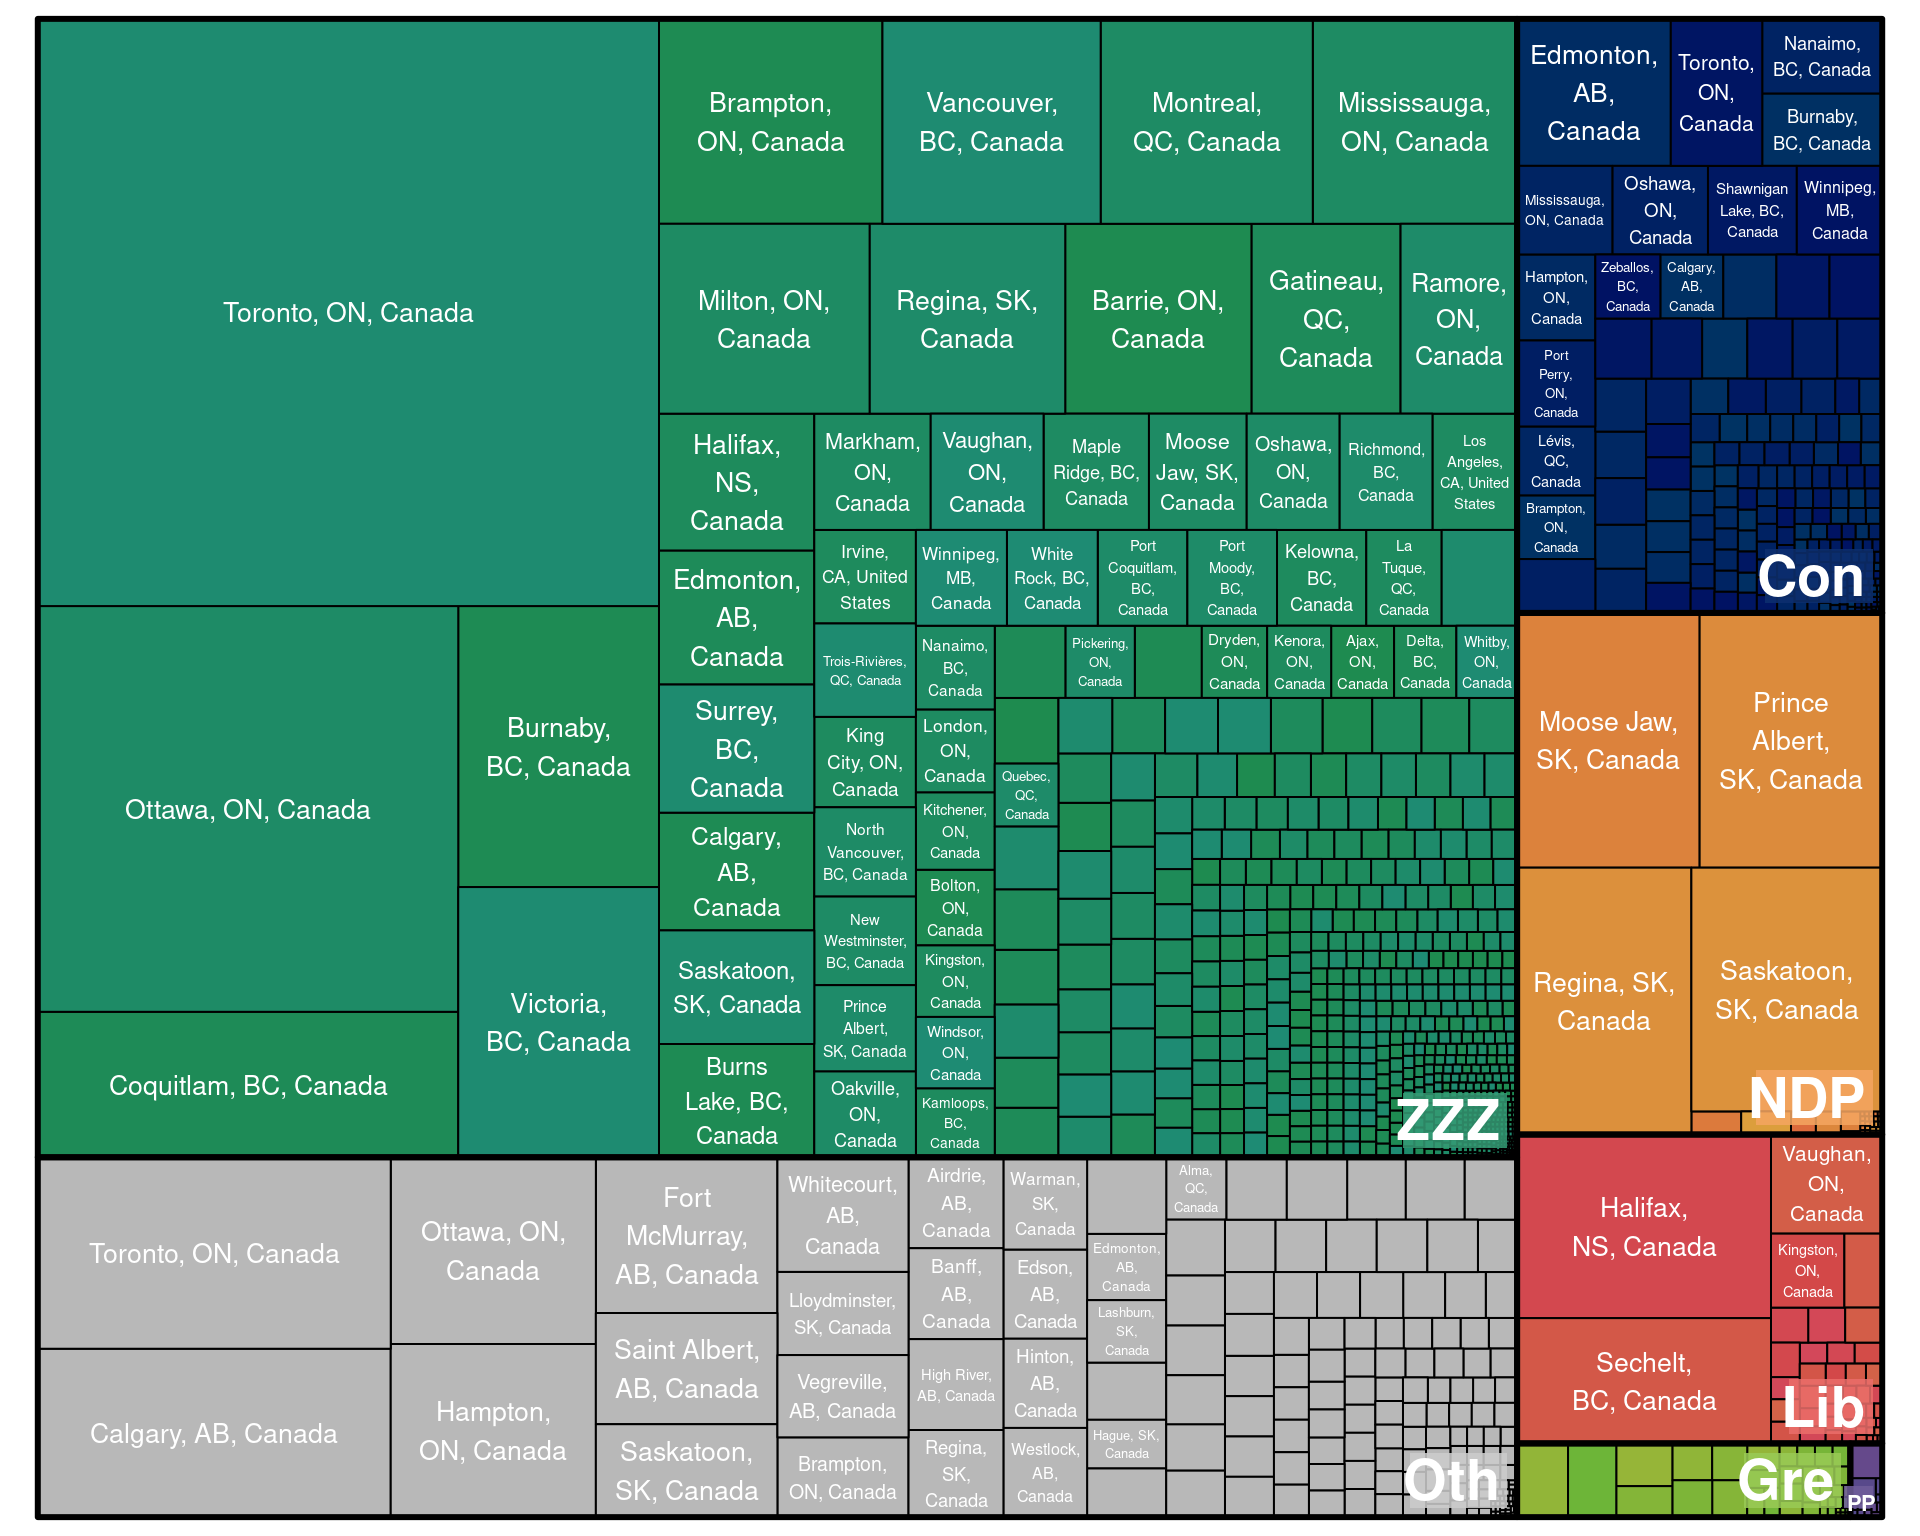 Toronto, ON, Canada
Ottawa, ON, Canada
Coquitlam, BC, Canada
Burnaby,
BC, Canada
Victoria,
BC, Canada
Brampton,
ON, Canada
Vancouver,
BC, Canada
Montreal,
QC, Canada
Mississauga,
ON, Canada
Milton, ON,
Canada
Regina, SK,
Canada
Barrie, ON,
Canada
Gatineau,
QC,
Canada
Ramore,
ON,
Canada
Halifax,
NS,
Canada
Edmonton,
AB,
Canada
Surrey,
BC,
Canada
Calgary,
AB,
Canada
Saskatoon,
SK, Canada
Burns
Lake, BC,
Canada
Markham,
ON,
Canada
Vaughan,
ON,
Canada
Maple
Ridge, BC,
Canada
Moose
Jaw, SK,
Canada
Oshawa,
ON,
Canada
Richmond,
BC,
Canada
Los
Angeles,
CA, United
States
Irvine,
CA, United
States
Trois-Rivières,
QC, Canada
King
City, ON,
Canada
North
Vancouver,
BC, Canada
New
Westminster,
BC, Canada
Prince
Albert,
SK, Canada
Oakville,
ON,
Canada
Winnipeg,
MB,
Canada
White
Rock, BC,
Canada
Port
Coquitlam,
BC,
Canada
Port
Moody,
BC,
Canada
Kelowna,
BC,
Canada
La
Tuque,
QC,
Canada
Nanaimo,
BC,
Canada
London,
ON,
Canada
Kitchener,
ON,
Canada
Bolton,
ON,
Canada
Kingston,
ON,
Canada
Windsor,
ON,
Canada
Kamloops,
BC,
Canada
Pickering,
ON,
Canada
Dryden,
ON,
Canada
Kenora,
ON,
Canada
Ajax,
ON,
Canada
Delta,
BC,
Canada
Whitby,
ON,
Canada
Quebec,
QC,
Canada
ZZZ
Edmonton,
AB,
Canada
Toronto,
ON,
Canada
Nanaimo,
BC, Canada
Burnaby,
BC, Canada
Mississauga,
ON, Canada
Oshawa,
ON,
Canada
Shawnigan
Lake, BC,
Canada
Winnipeg,
MB,
Canada
Hampton,
ON,
Canada
Zeballos,
BC,
Canada
Calgary,
AB,
Canada
Port
Perry,
ON,
Canada
Lévis,
QC,
Canada
Brampton,
ON,
Canada
Con
Moose Jaw,
SK, Canada
Prince
Albert,
SK, Canada
Regina, SK,
Canada
Saskatoon,
SK, Canada
NDP
Toronto, ON, Canada
Calgary, AB, Canada
Ottawa, ON,
Canada
Hampton,
ON, Canada
Fort
McMurray,
AB, Canada
Saint Albert,
AB, Canada
Saskatoon,
SK, Canada
Whitecourt,
AB,
Canada
Lloydminster,
SK, Canada
Vegreville,
AB, Canada
Brampton,
ON, Canada
Airdrie,
AB,
Canada
Banff,
AB,
Canada
High River,
AB, Canada
Regina,
SK,
Canada
Warman,
SK,
Canada
Edson,
AB,
Canada
Hinton,
AB,
Canada
Westlock,
AB,
Canada
Edmonton,
AB,
Canada
Lashburn,
SK,
Canada
Hague, SK,
Canada
Alma,
QC,
Canada
Oth
Halifax,
NS, Canada
Sechelt,
BC, Canada
Vaughan,
ON,
Canada
Kingston,
ON,
Canada
Lib
Gre
PP